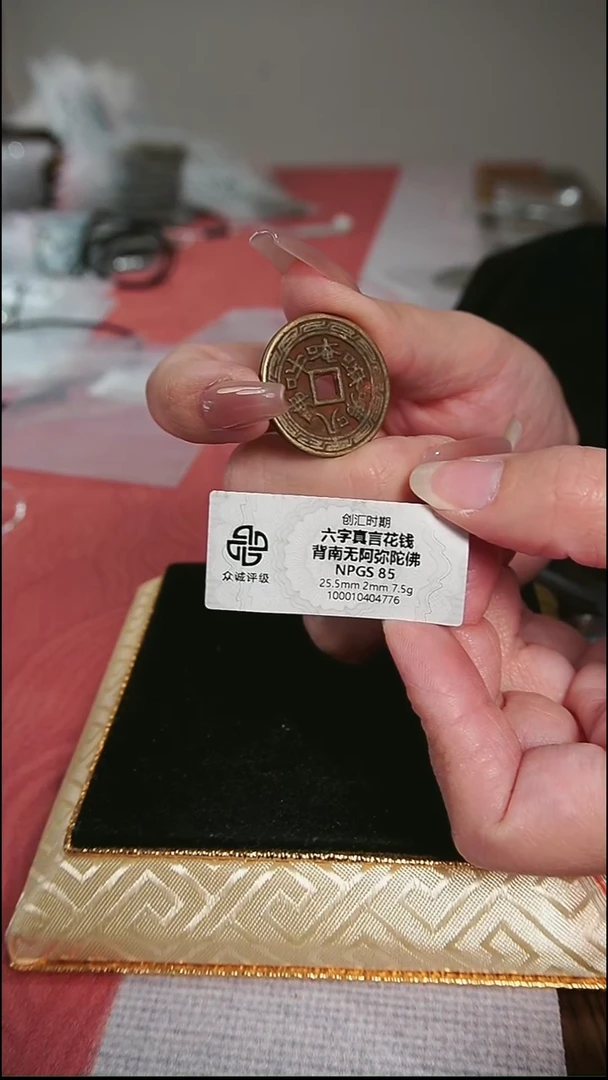 创汇时期
六字真言花钱
背南无阿弥陀佛
NPGS 85
25.5mm 2mm 7.5g
100010404776
众诚评级